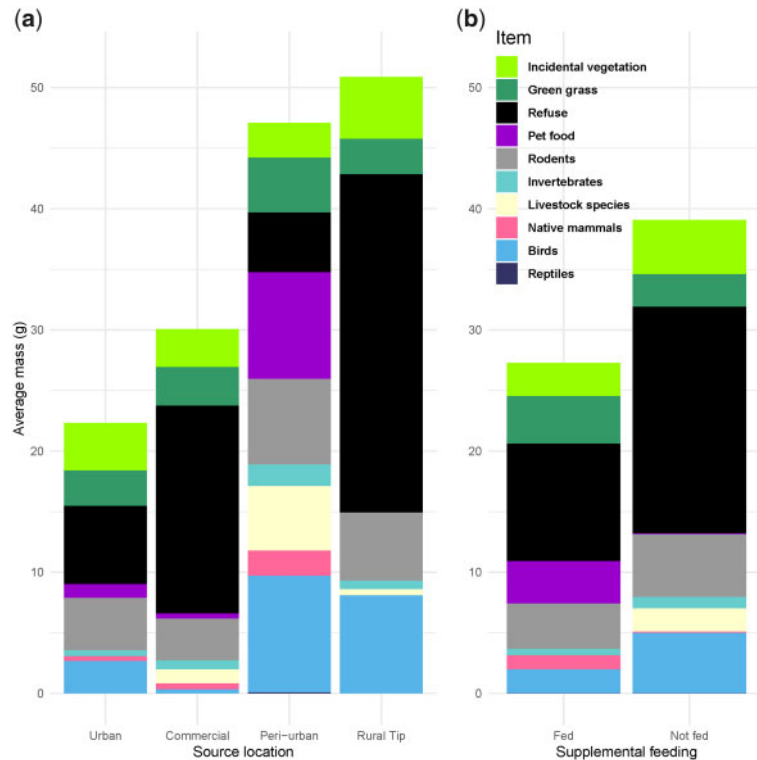 (a)
(b)
Item
Incidental vegetation
Green grass
Refuse
Pet food
Rodents
Invertebrates
Livestock species
Native mammals
Birds
Reptiles
Average mass (g)
50
40
30
20
10
0
50
40
30
20
10
0
Urban
Commercial
Peri-urban
Rural Tip
Source location
Fed
Not fed
Supplemental feeding